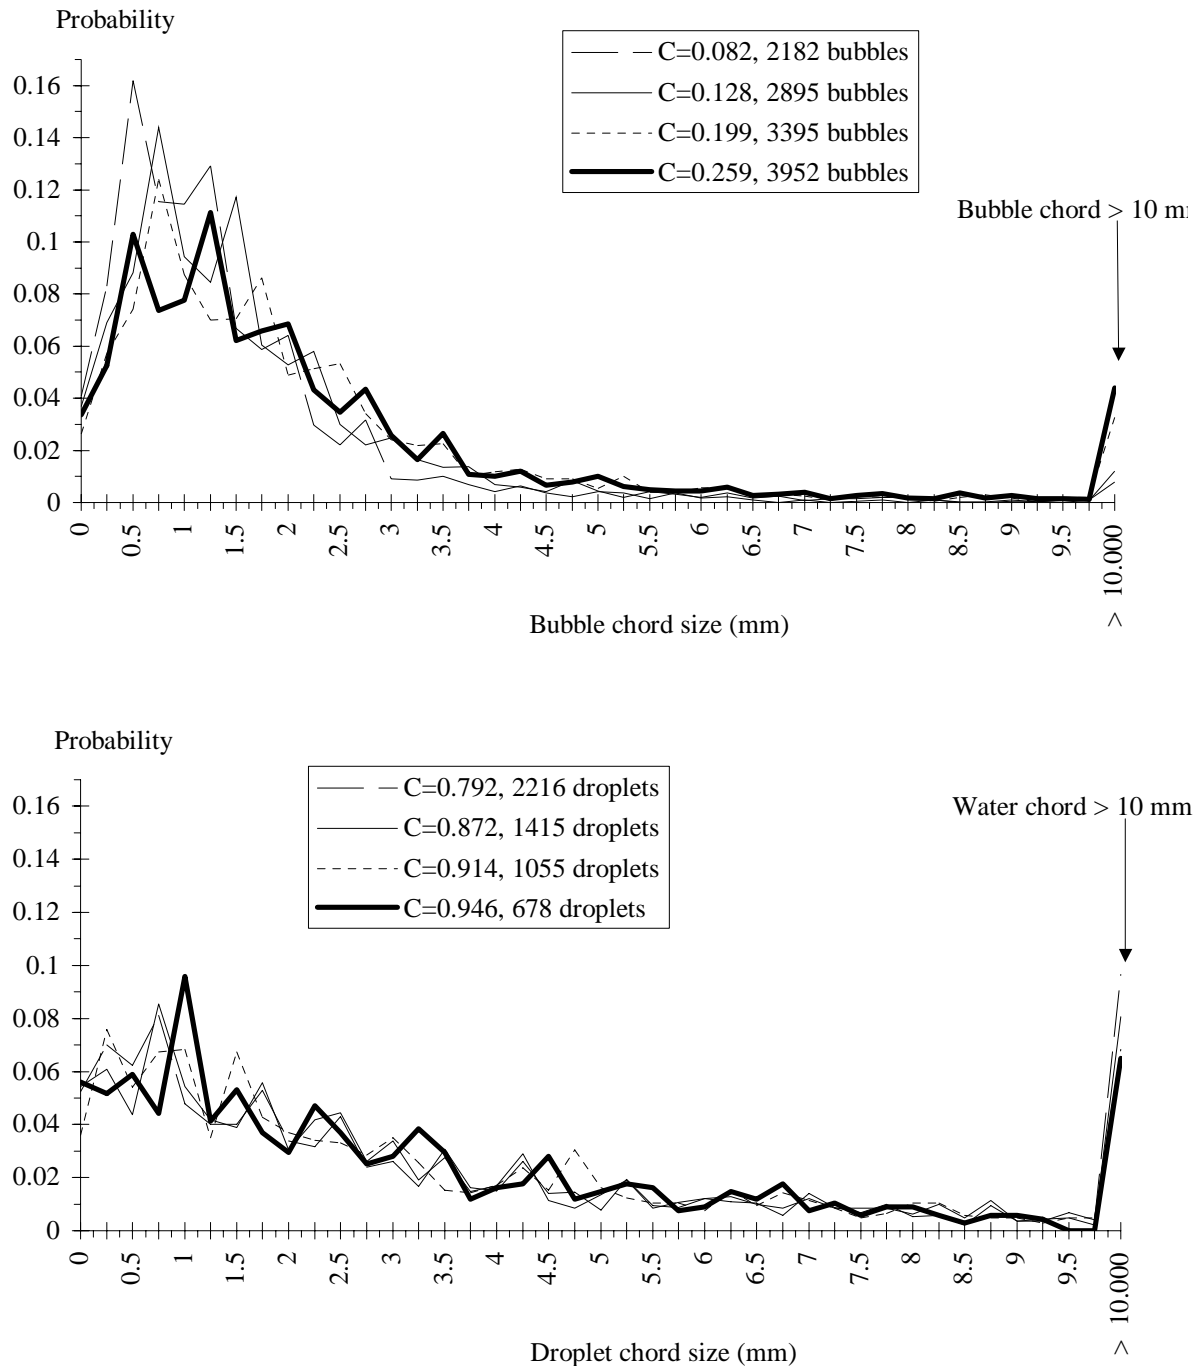 Probability
C=0.082, 2182 bubbles
C=0.128, 2895 bubbles
C=0.199, 3395 bubbles
C=0.259, 3952 bubbles
Bubble chord > 10 m
0.16
0.14
0.12
0.1
0.08
0.06
0.04
0.02
0
0 0.5 1 1.5 2 2.5 3 3.5 4 4.5 5 5.5 6 6.5 7 7.5 8 8.5 9 9.5 > 10.000
Bubble chord size (mm)
Probability
C=0.792, 2216 droplets
C=0.872, 1415 droplets
C=0.914, 1055 droplets
C=0.946, 678 droplets
Water chord > 10 mm
0.16
0.14
0.12
0.1
0.08
0.06
0.04
0.02
0
0 0.5 1 1.5 2 2.5 3 3.5 4 4.5 5 5.5 6 6.5 7 7.5 8 8.5 9 9.5 > 10.000
Droplet chord size (mm)